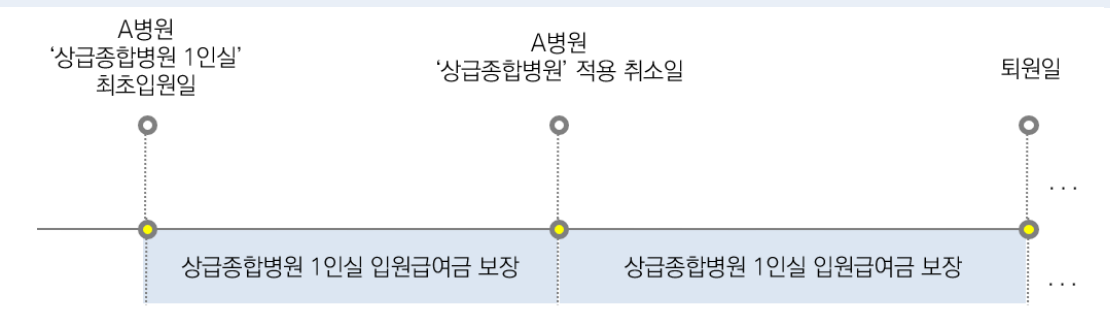 A병원
‘상급종합병원 1인실’
최초입원일
A병원
‘상급종합병원’ 적용 취소일
퇴원일
...
상급종합병원 1인실 입원급여금 보장
상급종합병원 1인실 입원급여금 보장
...